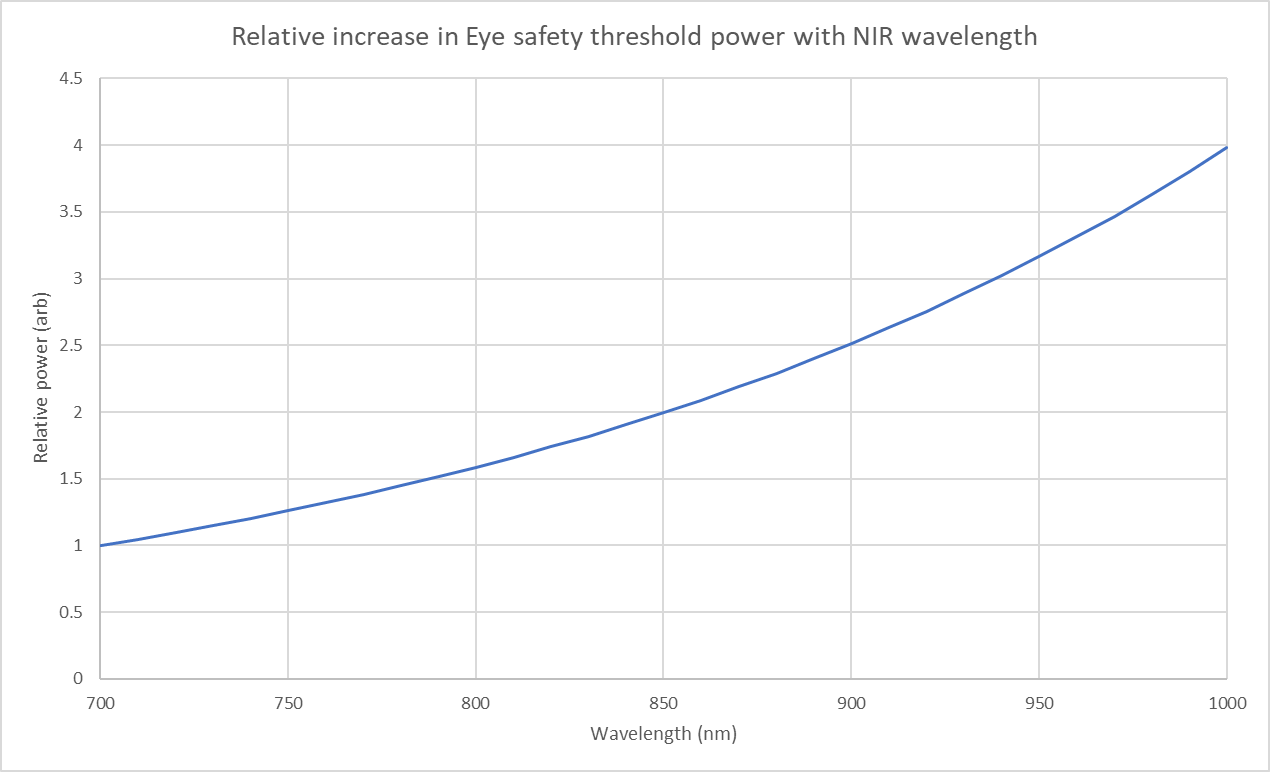 Relative increase in Eye safety threshold power with NIR wavelength
4.5
4
3.5
3
2.5
2
1.5
1
0.5
0
Relative power (arb)
700 750 800 850 900 950 1000
Wavelength (nm)